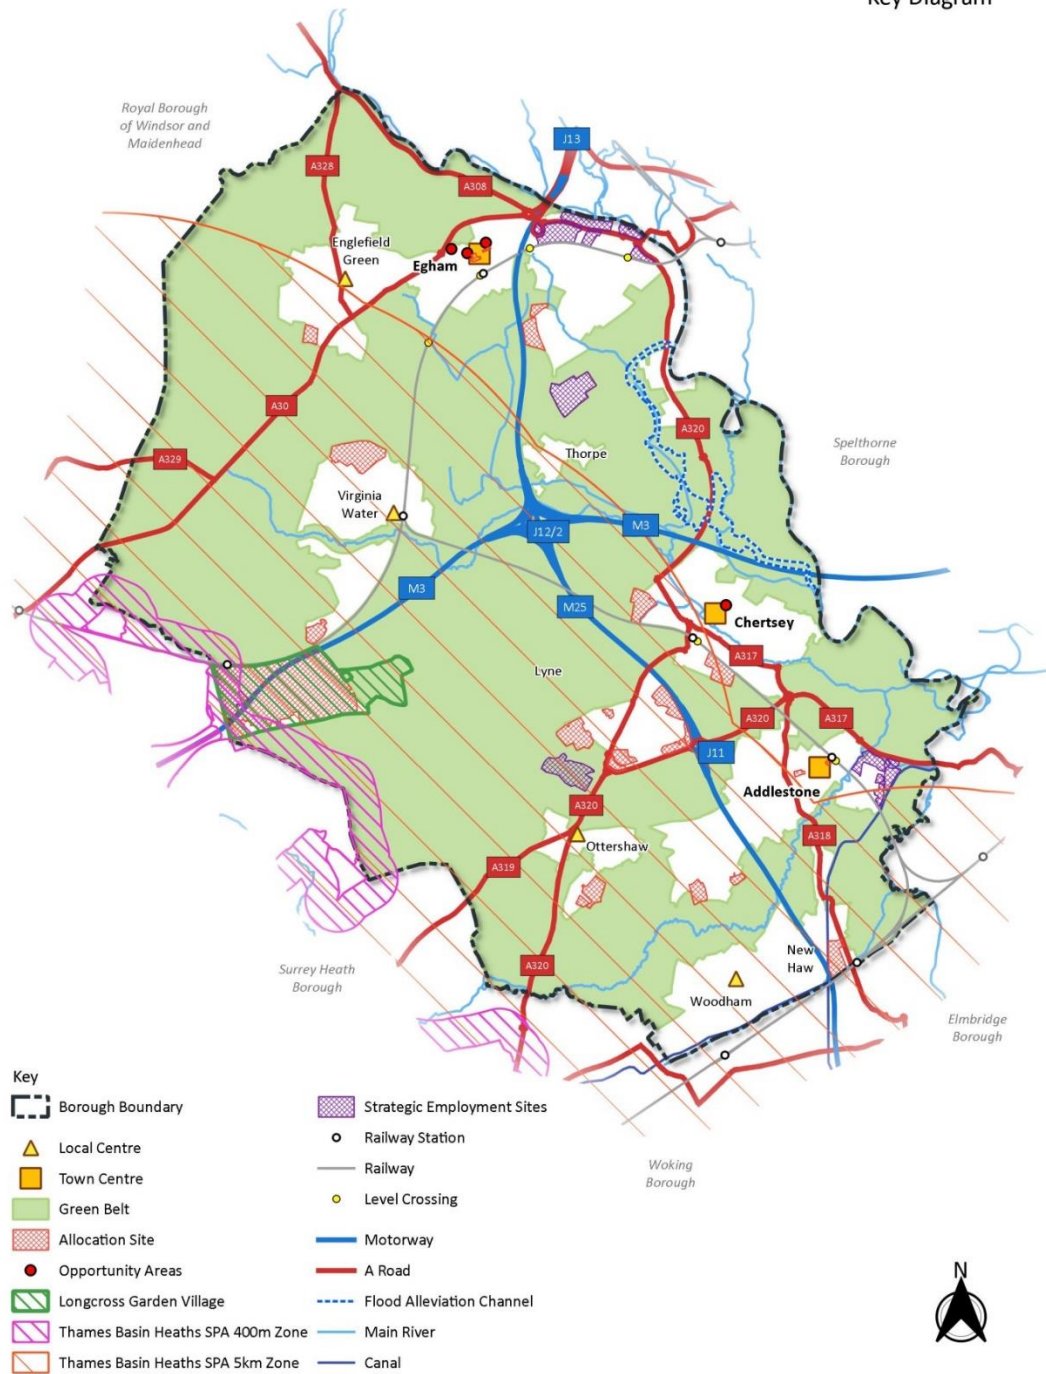 Key Diagram
Royal Borough
of Windsor and
Maidenhead
J13
A328
A308
Englefield
Green
Egham
A30
A320
Spelthorne
Borough
A329
Thorpe
Virginia
Water
J12/2
M3
M3
M25
Chertsey
A317
Lyne
A320
A317
J11
Addlestone
A320
A318
Ottershaw
A319
New
Haw
A320
Surrey Heath
Borough
Woodham
Elmbridge
Borough
Woking
Borough
Key
Borough Boundary
Local Centre
Town Centre
Green Belt
Allocation Site
Opportunity Areas
Longcross Garden Village
Thames Basin Heaths SPA 400m Zone
Thames Basin Heaths SPA 5km Zone
Strategic Employment Sites
Railway Station
Railway
Level Crossing
Motorway
A Road
Flood Alleviation Channel
Main River
Canal
N